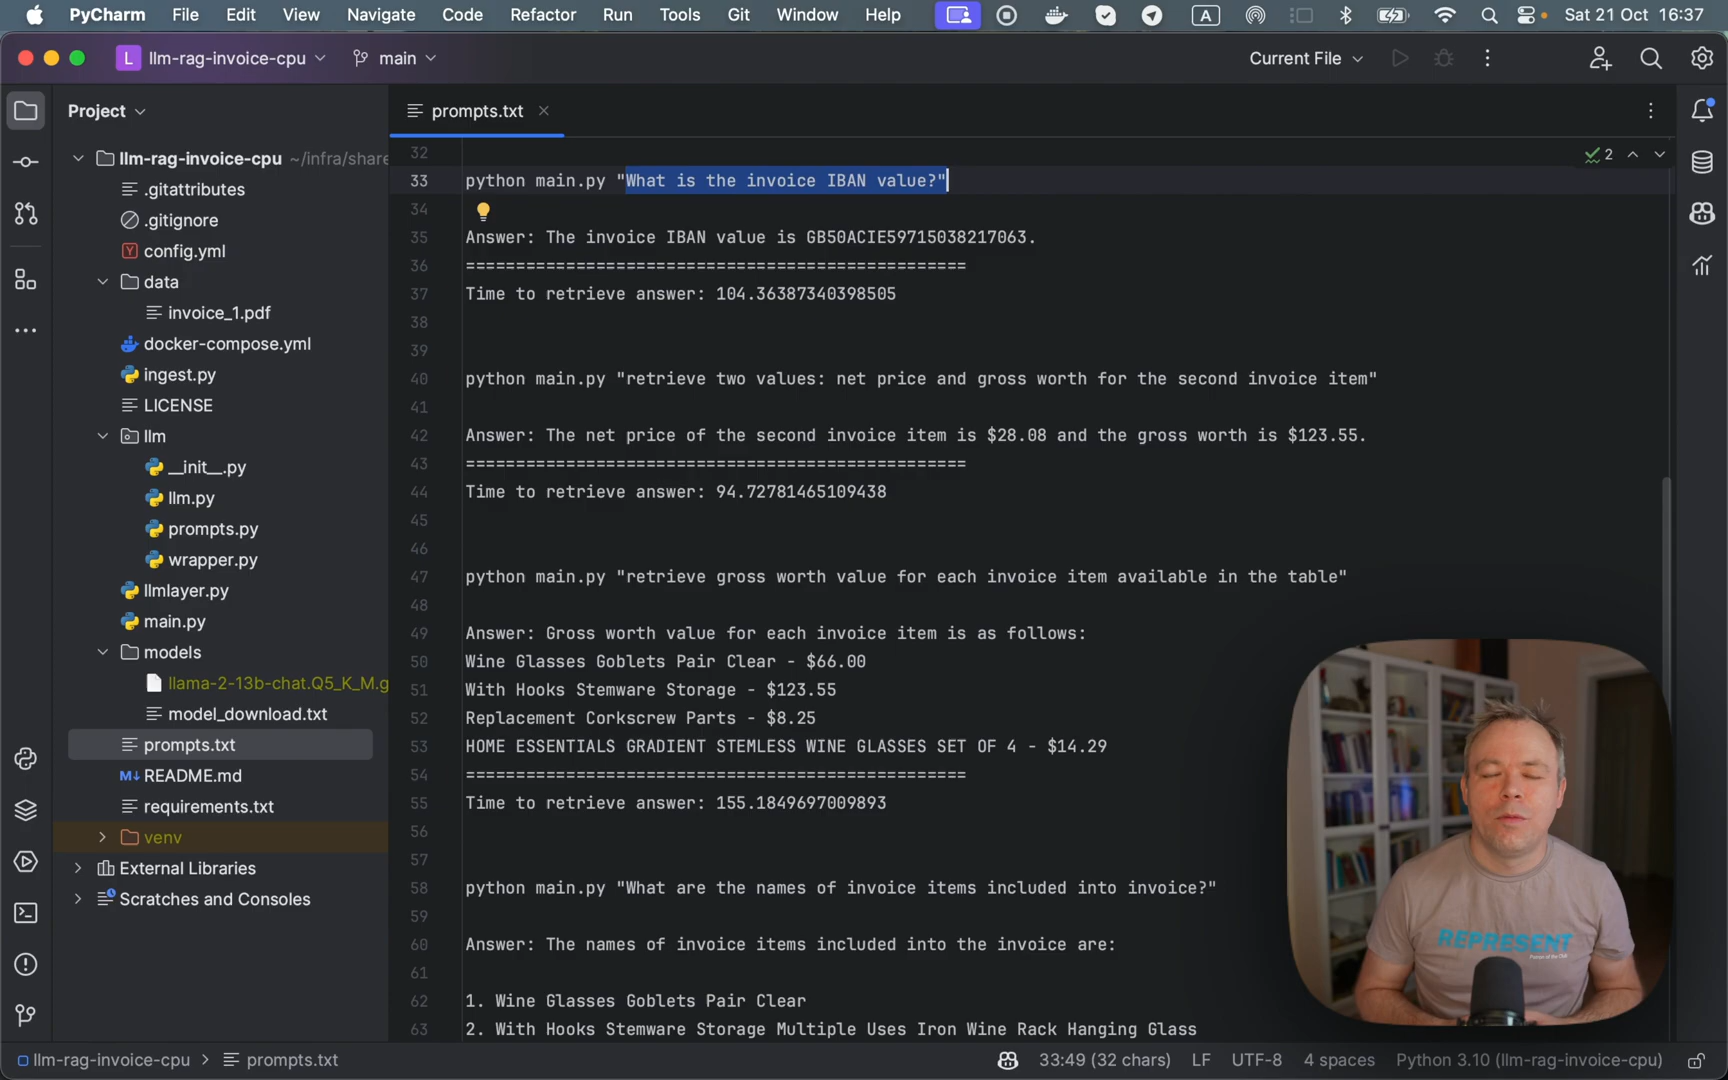 PyCharm File Edit View Navigate Code Refactor Run Tools Git Window Help A Sat 21 Oct 16:37
L llm-rag-invoice-cpu main Current File
Project
prompts.txt
llm-rag-invoice-cpu ~/infra/share
.gitattributes
.gitignore
Y config.yml
data
invoice_1.pdf
docker-compose.yml
ingest.py
LICENSE
llm
__init__.py
llm.py
prompts.py
wrapper.py
llmlayer.py
main.py
models
llama-2-13b-chat.Q5_K_M.g
model_download.txt
prompts.txt
M↓ README.md
requirements.txt
venv
External Libraries
Scratches and Consoles
2
32
33 python main.py "What is the invoice IBAN value?"
34
35 Answer: The invoice IBAN value is GB50ACIE59715038217063.
36 ==================================================
37 Time to retrieve answer: 104.36387340398505
38
39
40 python main.py "retrieve two values: net price and gross worth for the second invoice item"
41
42 Answer: The net price of the second invoice item is $28.08 and the gross worth is $123.55.
43 ==================================================
44 Time to retrieve answer: 94.72781465109438
45
46
47 python main.py "retrieve gross worth value for each invoice item available in the table"
48
49 Answer: Gross worth value for each invoice item is as follows:
50 Wine Glasses Goblets Pair Clear - $66.00
51 With Hooks Stemware Storage - $123.55
52 Replacement Corkscrew Parts - $8.25
53 HOME ESSENTIALS GRADIENT STEMLESS WINE GLASSES SET OF 4 - $14.29
54 ==================================================
55 Time to retrieve answer: 155.1849697009893
56
57
58 python main.py "What are the names of invoice items included into invoice?"
59
60 Answer: The names of invoice items included into the invoice are:
61
62 1. Wine Glasses Goblets Pair Clear
63 2. With Hooks Stemware Storage Multiple Uses Iron Wine Rack Hanging Glass
REPRESENT
llm-rag-invoice-cpu > prompts.txt 33:49 (32 chars) LF UTF-8 4 spaces Python 3.10 (llm-rag-invoice-cpu)